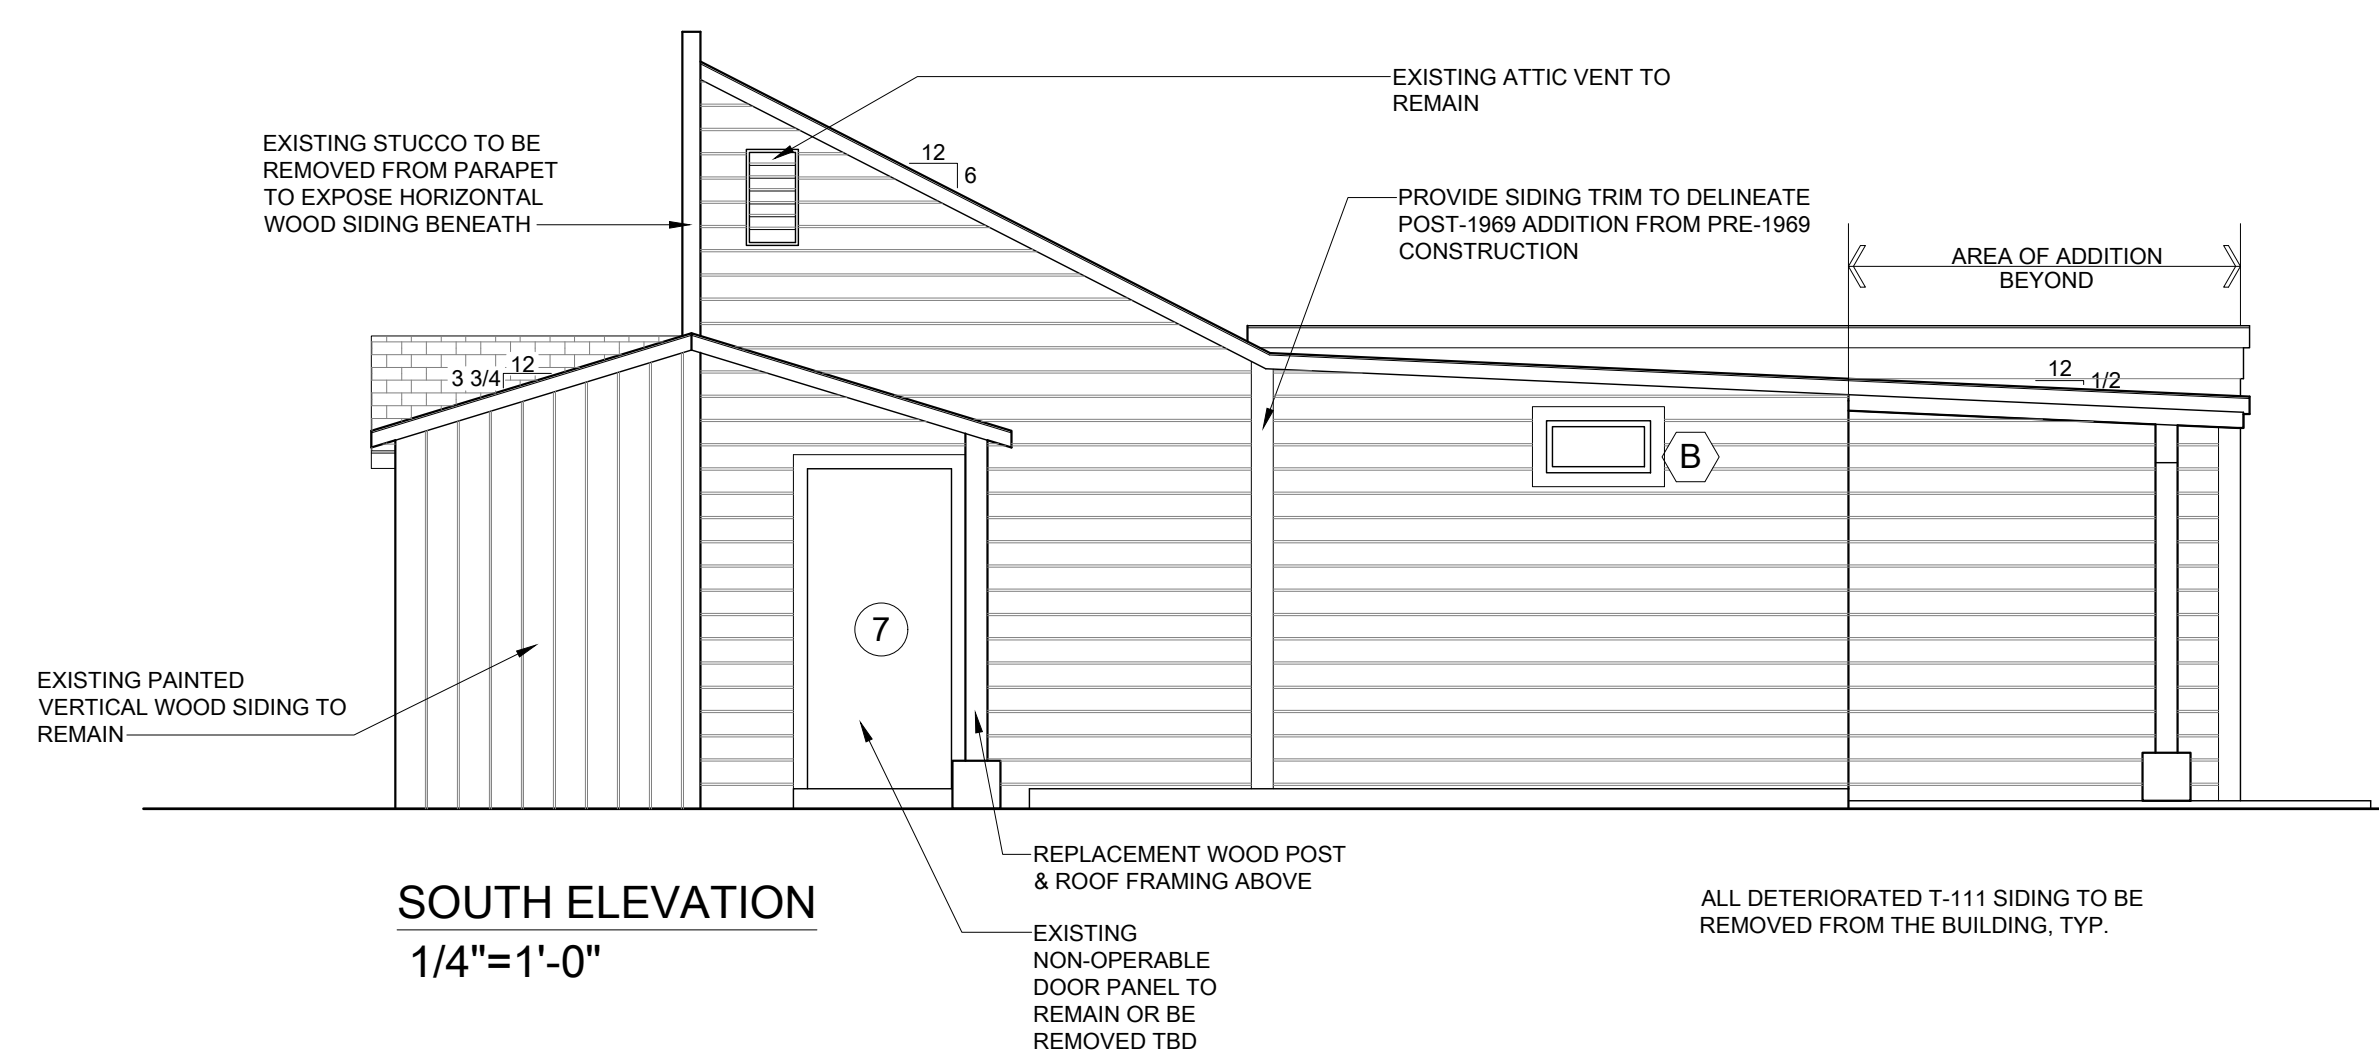 EXISTING ATTIC VENT TO
REMAIN
EXISTING STUCCO TO BE
REMOVED FROM PARAPET
TO EXPOSE HORIZONTAL
WOOD SIDING BENEATH
12
6
PROVIDE SIDING TRIM TO DELINEATE
POST-1969 ADDITION FROM PRE-1969
CONSTRUCTION
AREA OF ADDITION
BEYOND
12
3 3/4
12
1/2
B
7
EXISTING PAINTED
VERTICAL WOOD SIDING TO
REMAIN
REPLACEMENT WOOD POST
& ROOF FRAMING ABOVE
SOUTH ELEVATION
1/4"=1'-0"
EXISTING
NON-OPERABLE
DOOR PANEL TO
REMAIN OR BE
REMOVED TBD
ALL DETERIORATED T-111 SIDING TO BE
REMOVED FROM THE BUILDING, TYP.